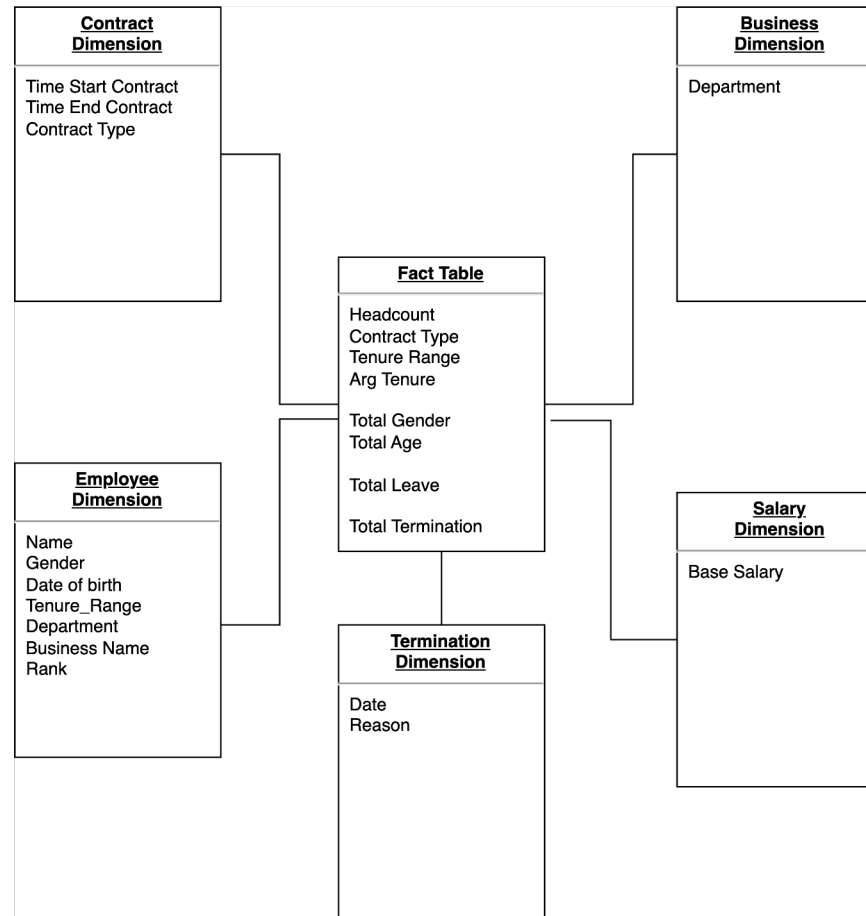 Contract
Dimension
Time Start Contract
Time End Contract
Contract Type
Business
Dimension
Department
Fact Table
Headcount
Contract Type
Tenure Range
Arg Tenure
Total Gender
Total Age
Total Leave
Total Termination
Employee
Dimension
Name
Gender
Date of birth
Tenure_Range
Department
Business Name
Rank
Salary
Dimension
Base Salary
Termination
Dimension
Date
Reason